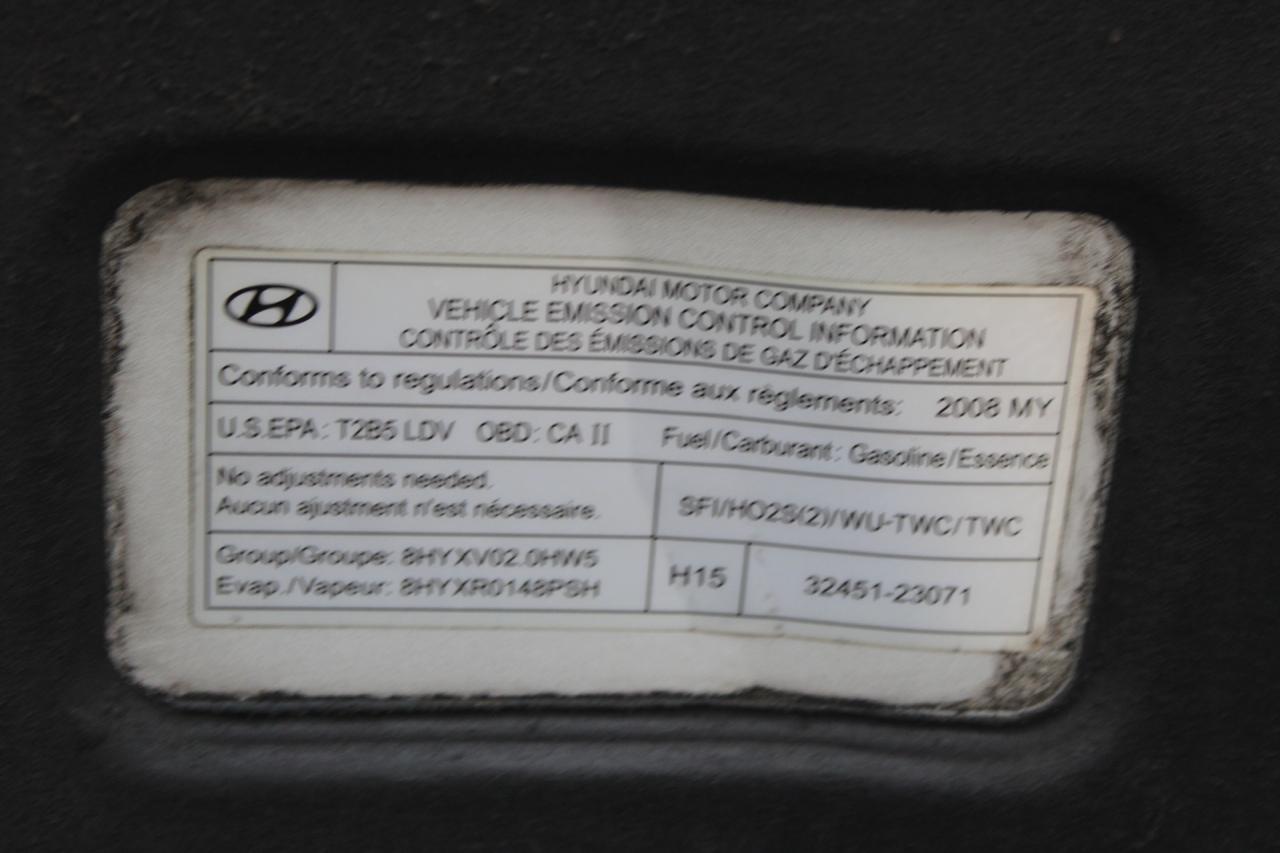 HYUNDAI MOTOR COMPANY
VEHICLE EMISSION CONTROL INFORMATION
CONTRÔLE DES ÉMISSIONS DE GAZ D'ÉCHAPPEMENT
Conforms to regulations/Conforme aux règlements: 2008 MY
U.S.EPA: T2B5 LDV OBD: CA II Fuel/Carburant: Gasoline/Essence
No adjustments needed.
Aucun ajustment n'est nécessaire.
SFI/HO2S(2)/WU-TWC/TWC
Group/Groupe: 8HYXV02.0HW5
Evap./Vapeur: 8HYXR0148PSH
H15
32451-23071